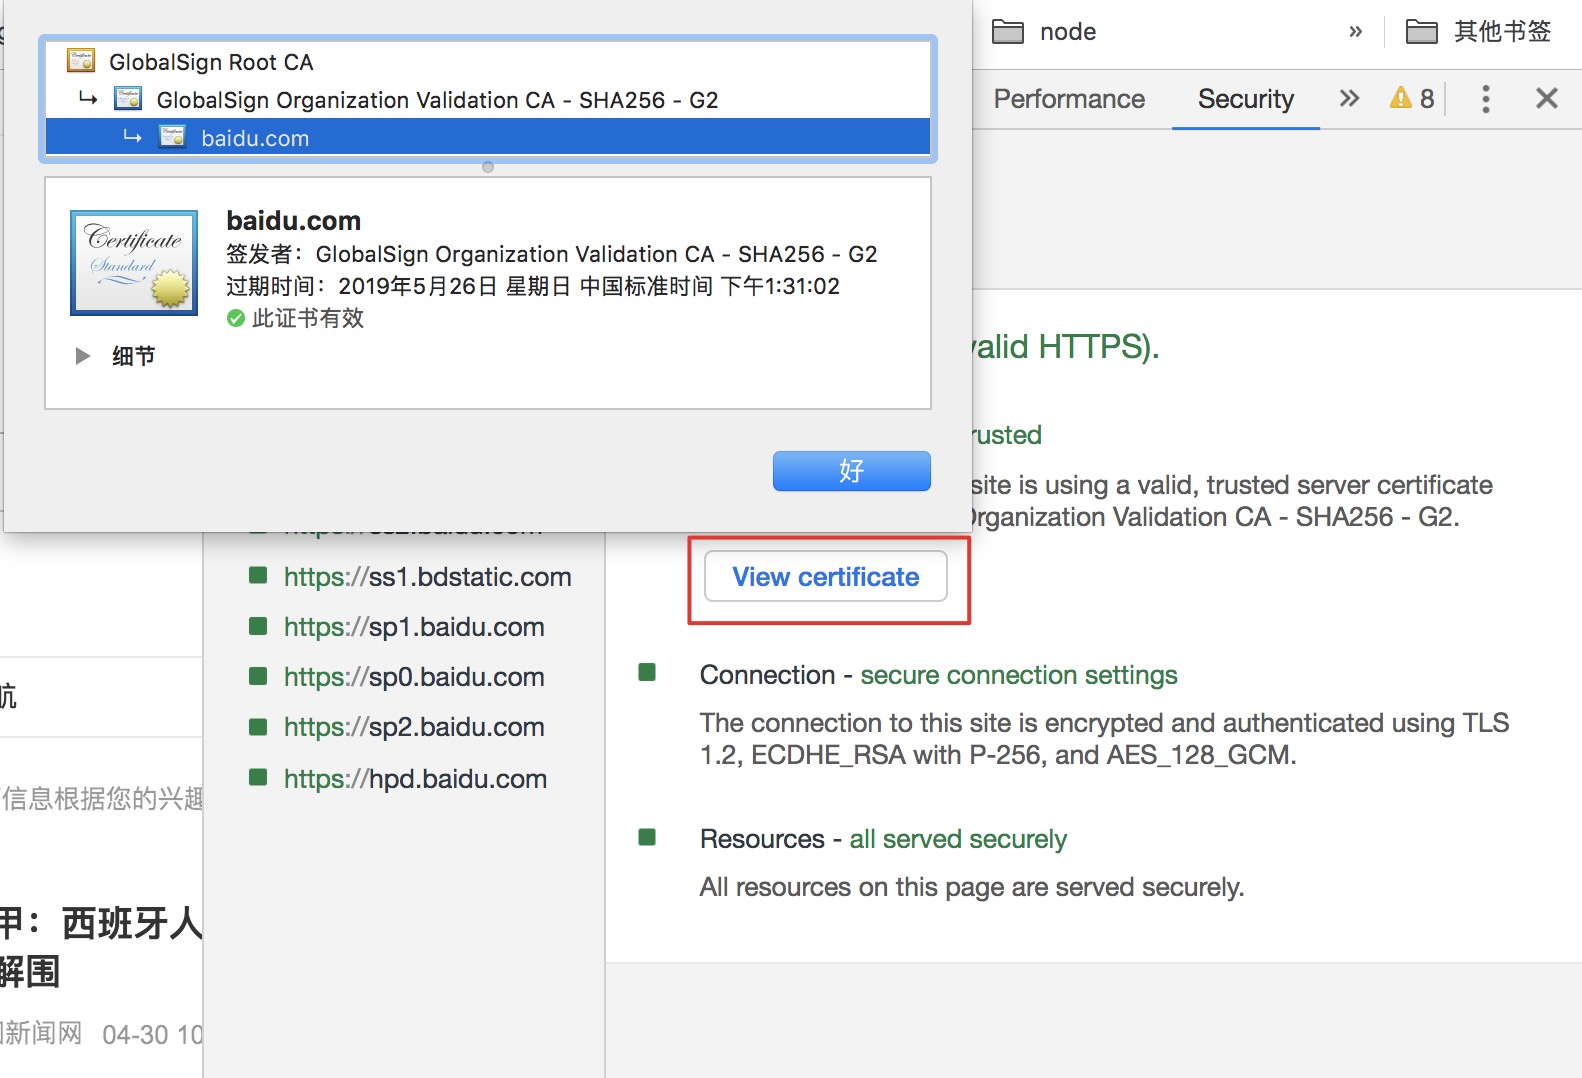 GlobalSign Root CA
GlobalSign Organization Validation CA - SHA256 - G2
baidu.com
baidu.com
签发者：GlobalSign Organization Validation CA - SHA256 - G2
过期时间：2019年5月26日 星期日 中国标准时间 下午1:31:02
此证书有效
细节
好
Certificate
Standard
node
»
其他书签
Performance
Security
8
valid HTTPS).
rusted
site is using a valid, trusted server certificate
Organization Validation CA - SHA256 - G2.
View certificate
Connection - secure connection settings
The connection to this site is encrypted and authenticated using TLS
1.2, ECDHE_RSA with P-256, and AES_128_GCM.
Resources - all served securely
All resources on this page are served securely.
https://ss2.baidu.com
https://ss1.bdstatic.com
https://sp1.baidu.com
https://sp0.baidu.com
https://sp2.baidu.com
https://hpd.baidu.com
航
信息根据您的兴趣
甲：西班牙人
解围
新闻网 04-30 10